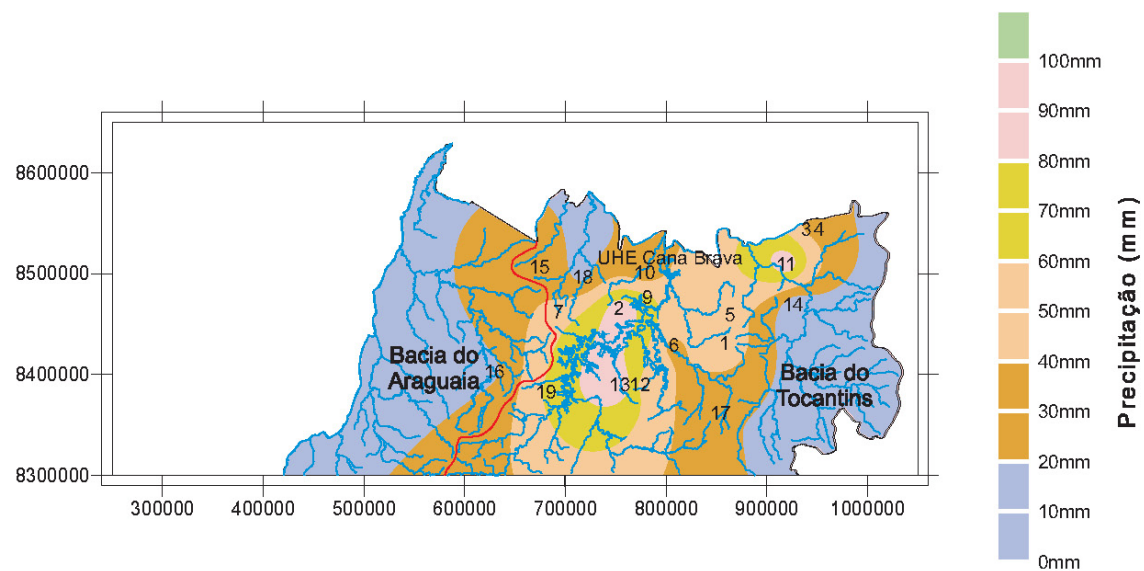 100mm
90mm
80mm
70mm
60mm
50mm
40mm
30mm
20mm
10mm
0mm
Precipitação (mm)
8600000
8500000
8400000
8300000
3 4
UHE Cana Brava
15
18
10
11
7
2
9
14
5
6
1
16
Bacia do
Araguaia
19
13 12
Bacia do
Tocantins
17
300000 400000 500000 600000 700000 800000 900000 1000000